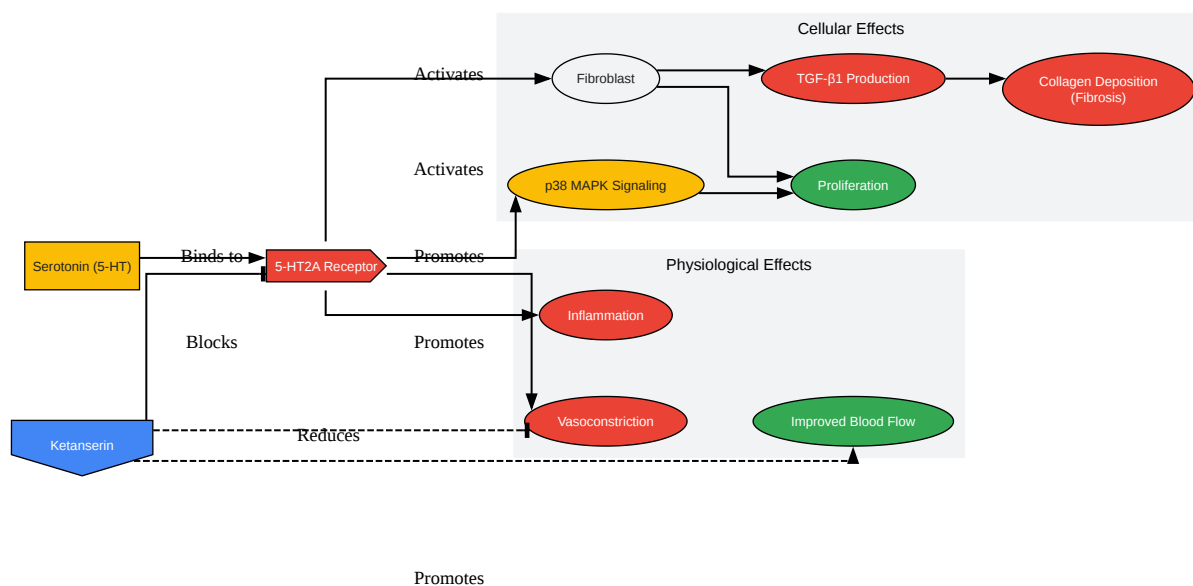 Cellular Effects
Activates
Fibroblast
TGF-β1 Production
Collagen Deposition
(Fibrosis)
Activates
p38 MAPK Signaling
Proliferation
Serotonin (5-HT)
Binds to
5-HT2A Receptor
Promotes
Physiological Effects
Inflammation
Blocks
Promotes
Ketanserin
Reduces
Vasoconstriction
Improved Blood Flow
Promotes